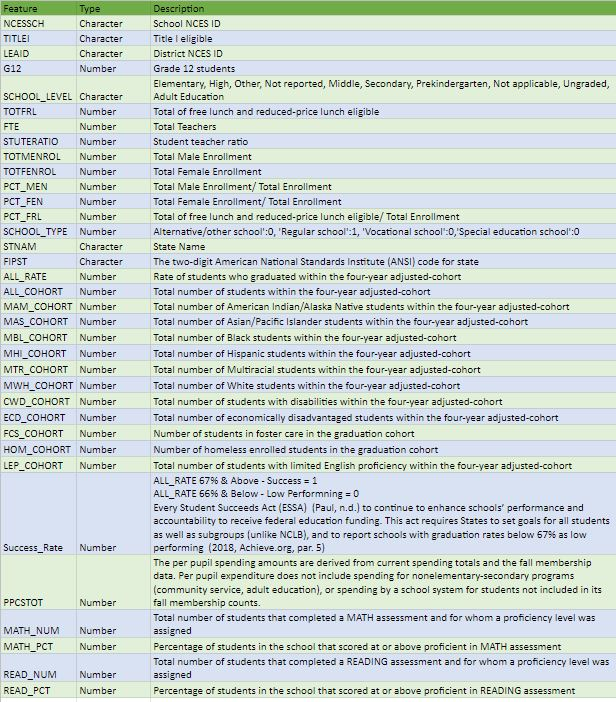 Feature Type Description
NCESSCH Character School NCES ID
TITLEI Character Title I eligible
LEAID Character District NCES ID
G12 Number Grade 12 students
Elementary, High, Other, Not reported, Middle, Secondary, Prekindergarten, Not applicable, Ungraded,
SCHOOL_LEVEL Character Adult Education
TOTFRL Number Total of free lunch and reduced-price lunch eligible
FTE Number Total Teachers
STUTERATIO Number Student teacher ratio
TOTMENROL Number Total Male Enrollment
TOTFENROL Number Total Female Enrollment
PCT_MEN Number Total Male Enrollment/ Total Enrollment
PCT_FEN Number Total Female Enrollment/ Total Enrollment
PCT_FRL Number Total of free lunch and reduced-price lunch eligible/ Total Enrollment
SCHOOL_TYPE Number Alternative/other school':0, 'Regular school':1, 'Vocational school':0,'Special education school':0
STNAM Character State Name
FIPST Character The two-digit American National Standards Institute (ANSI) code for state
ALL_RATE Number Rate of students who graduated within the four-year adjusted-cohort
ALL_COHORT Number Total number of students within the four-year adjusted-cohort
MAM_COHORT Number Total number of American Indian/Alaska Native students within the four-year adjusted-cohort
MAS_COHORT Number Total number of Asian/Pacific Islander students within the four-year adjusted-cohort
MBL_COHORT Number Total number of Black students within the four-year adjusted-cohort
MHI_COHORT Number Total number of Hispanic students within the four-year adjusted-cohort
MTR_COHORT Number Total number of Multiracial students within the four-year adjusted-cohort
MWH_COHORT Number Total number of White students within the four-year adjusted-cohort
CWD_COHORT Number Total number of students with disabilities within the four-year adjusted-cohort
ECD_COHORT Number Total number of economically disadvantaged students within the four-year adjusted-cohort
FCS_COHORT Number Number of students in foster care in the graduation cohort
HOM_COHORT Number Number of homeless enrolled students in the graduation cohort
LEP_COHORT Number Total number of students with limited English proficiency within the four-year adjusted-cohort
ALL_RATE 67% & Above - Success = 1
ALL_RATE 66% & Below - Low Performning = 0
Every Student Succeeds Act (ESSA) (Paul, n.d.) to continue to enhance schools' performance and
accountability to receive federal education funding. This act requires States to set goals for all students
as well as subgroups (unlike NCLB), and to report schools with graduation rates below 67% as low
Success_Rate Number performing (2018, Achieve.org, par. 5)
The per pupil spending amounts are derived from current spending totals and the fall membership
data. Per pupil expenditure does not include spending for nonelementary-secondary programs
(community service, adult education), or spending by a school system for students not included in its
PPCSTOT Number fall membership counts.
Total number of students that completed a MATH assessment and for whom a proficiency level was
MATH_NUM Number assigned
MATH_PCT Number Percentage of students in the school that scored at or above proficient in MATH assessment
Total number of students that completed a READING assessment and for whom a proficiency level was
READ_NUM Number assigned
READ_PCT Number Percentage of students in the school that scored at or above proficient in READING assessment